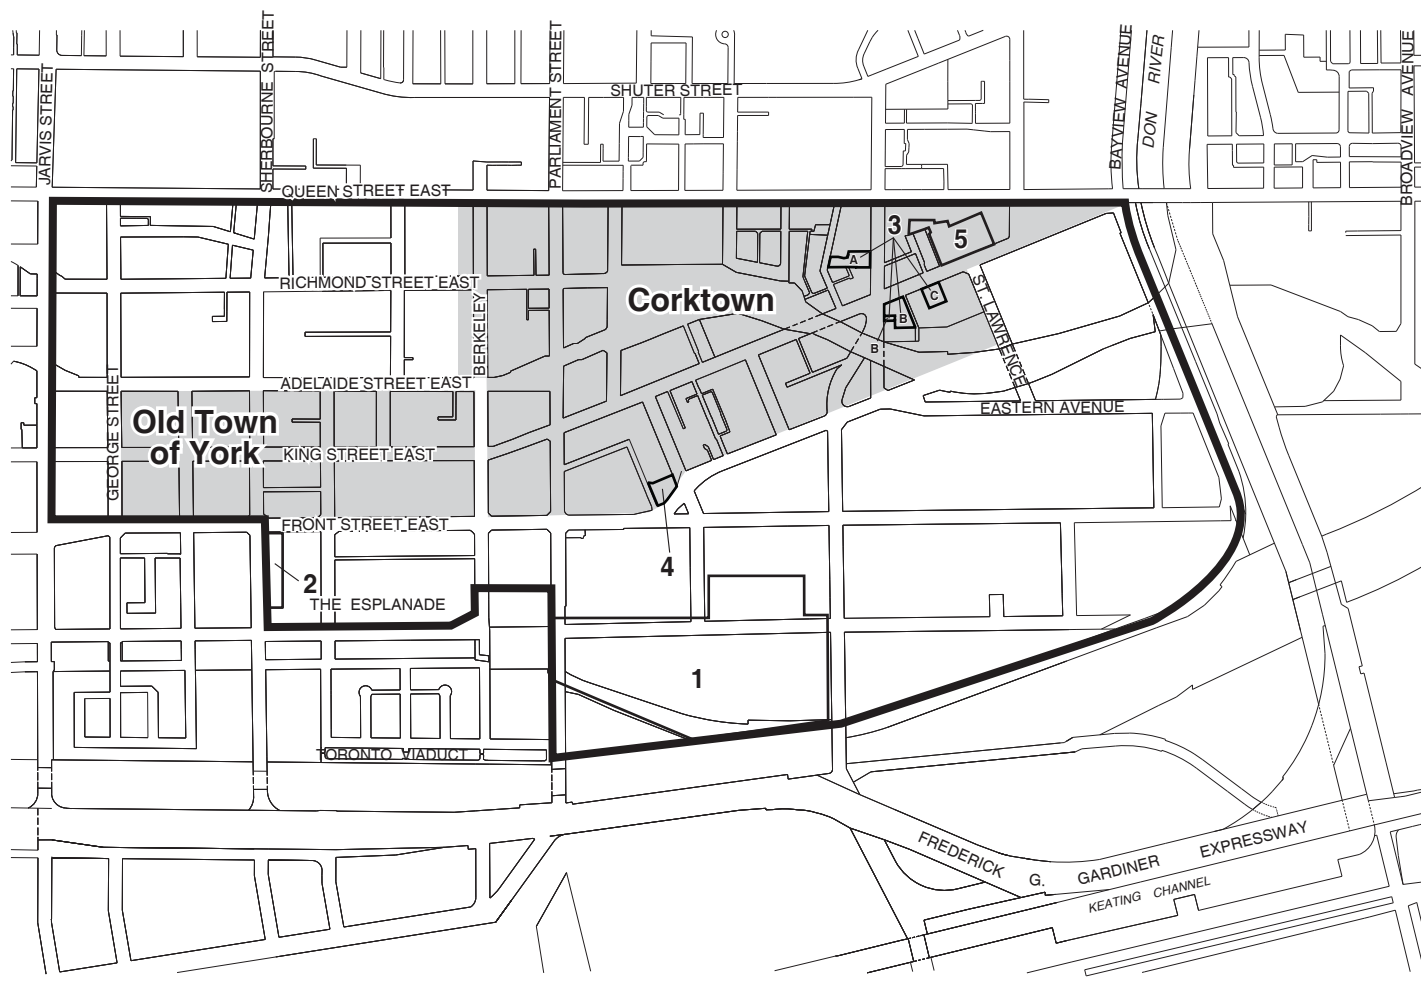 JARVIS STREET
SHERBOURNE STREET
PARLIAMENT STREET
SHUTER STREET
BAYVIEW AVENUE
DON RIVER
BROADVIEW AVENUE
QUEEN STREET EAST
3
5
A
RICHMOND STREET EAST
Corktown
C
B
B
ST. LAWRENCE
BERKELEY
ADELAIDE STREET EAST
GEORGE STREET
EASTERN AVENUE
Old Town
of York
KING STREET EAST
4
FRONT STREET EAST
2
THE ESPLANADE
1
TORONTO VIADUCT
FREDERICK G. GARDINER EXPRESSWAY
KEATING CHANNEL